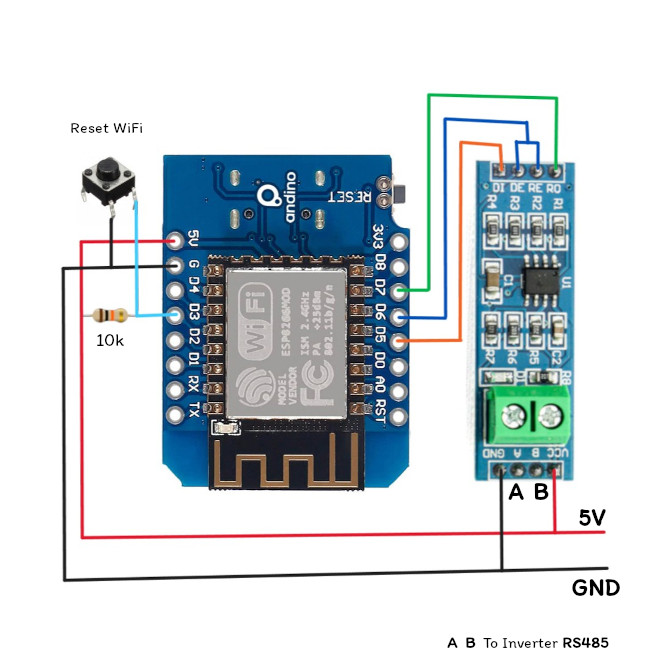 Reset WiFi
andino
RESET
5V
G
D4
D3
D2
D1
RX
TX
3V3
D8
D7
D6
D5
D0
A0
RST
WiFi
ESP8266MOD
ISM 2.4GHz
PA +25dBm
802.11b/g/n
MODEL
VENDOR
FC
10k
DI DE RE RO
R4 R3 R2 R1
C1 U1
R7 R6 R5 C2
D1 R8
GND A B VCC
A B
5V
GND
A B To Inverter RS485